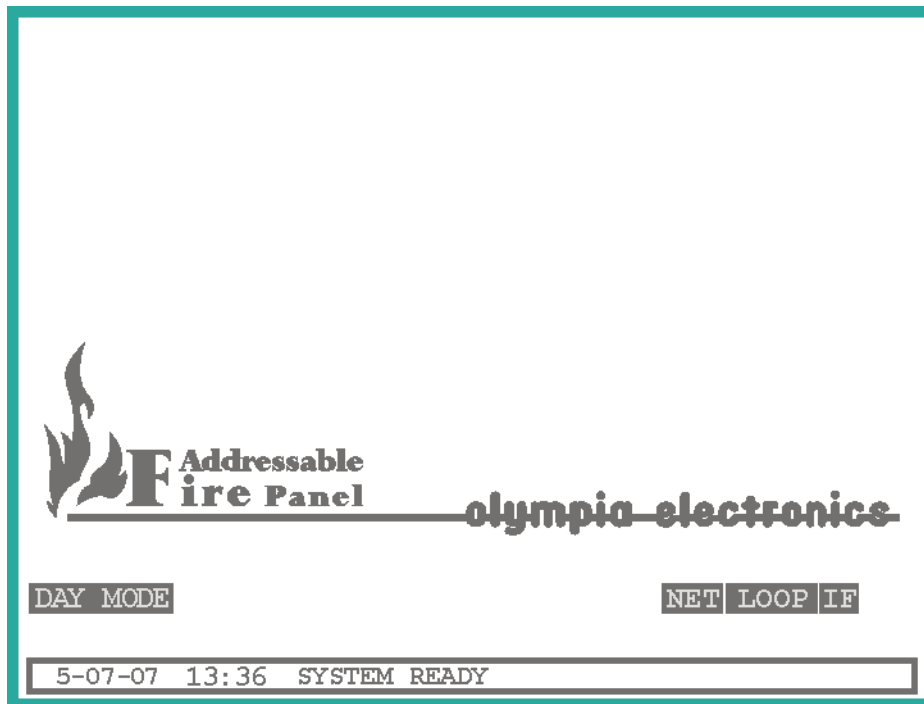 Addressable
Fire Panel
olympia electronics
DAY MODE
NET LOOP IF
5-07-07 13:36 SYSTEM READY